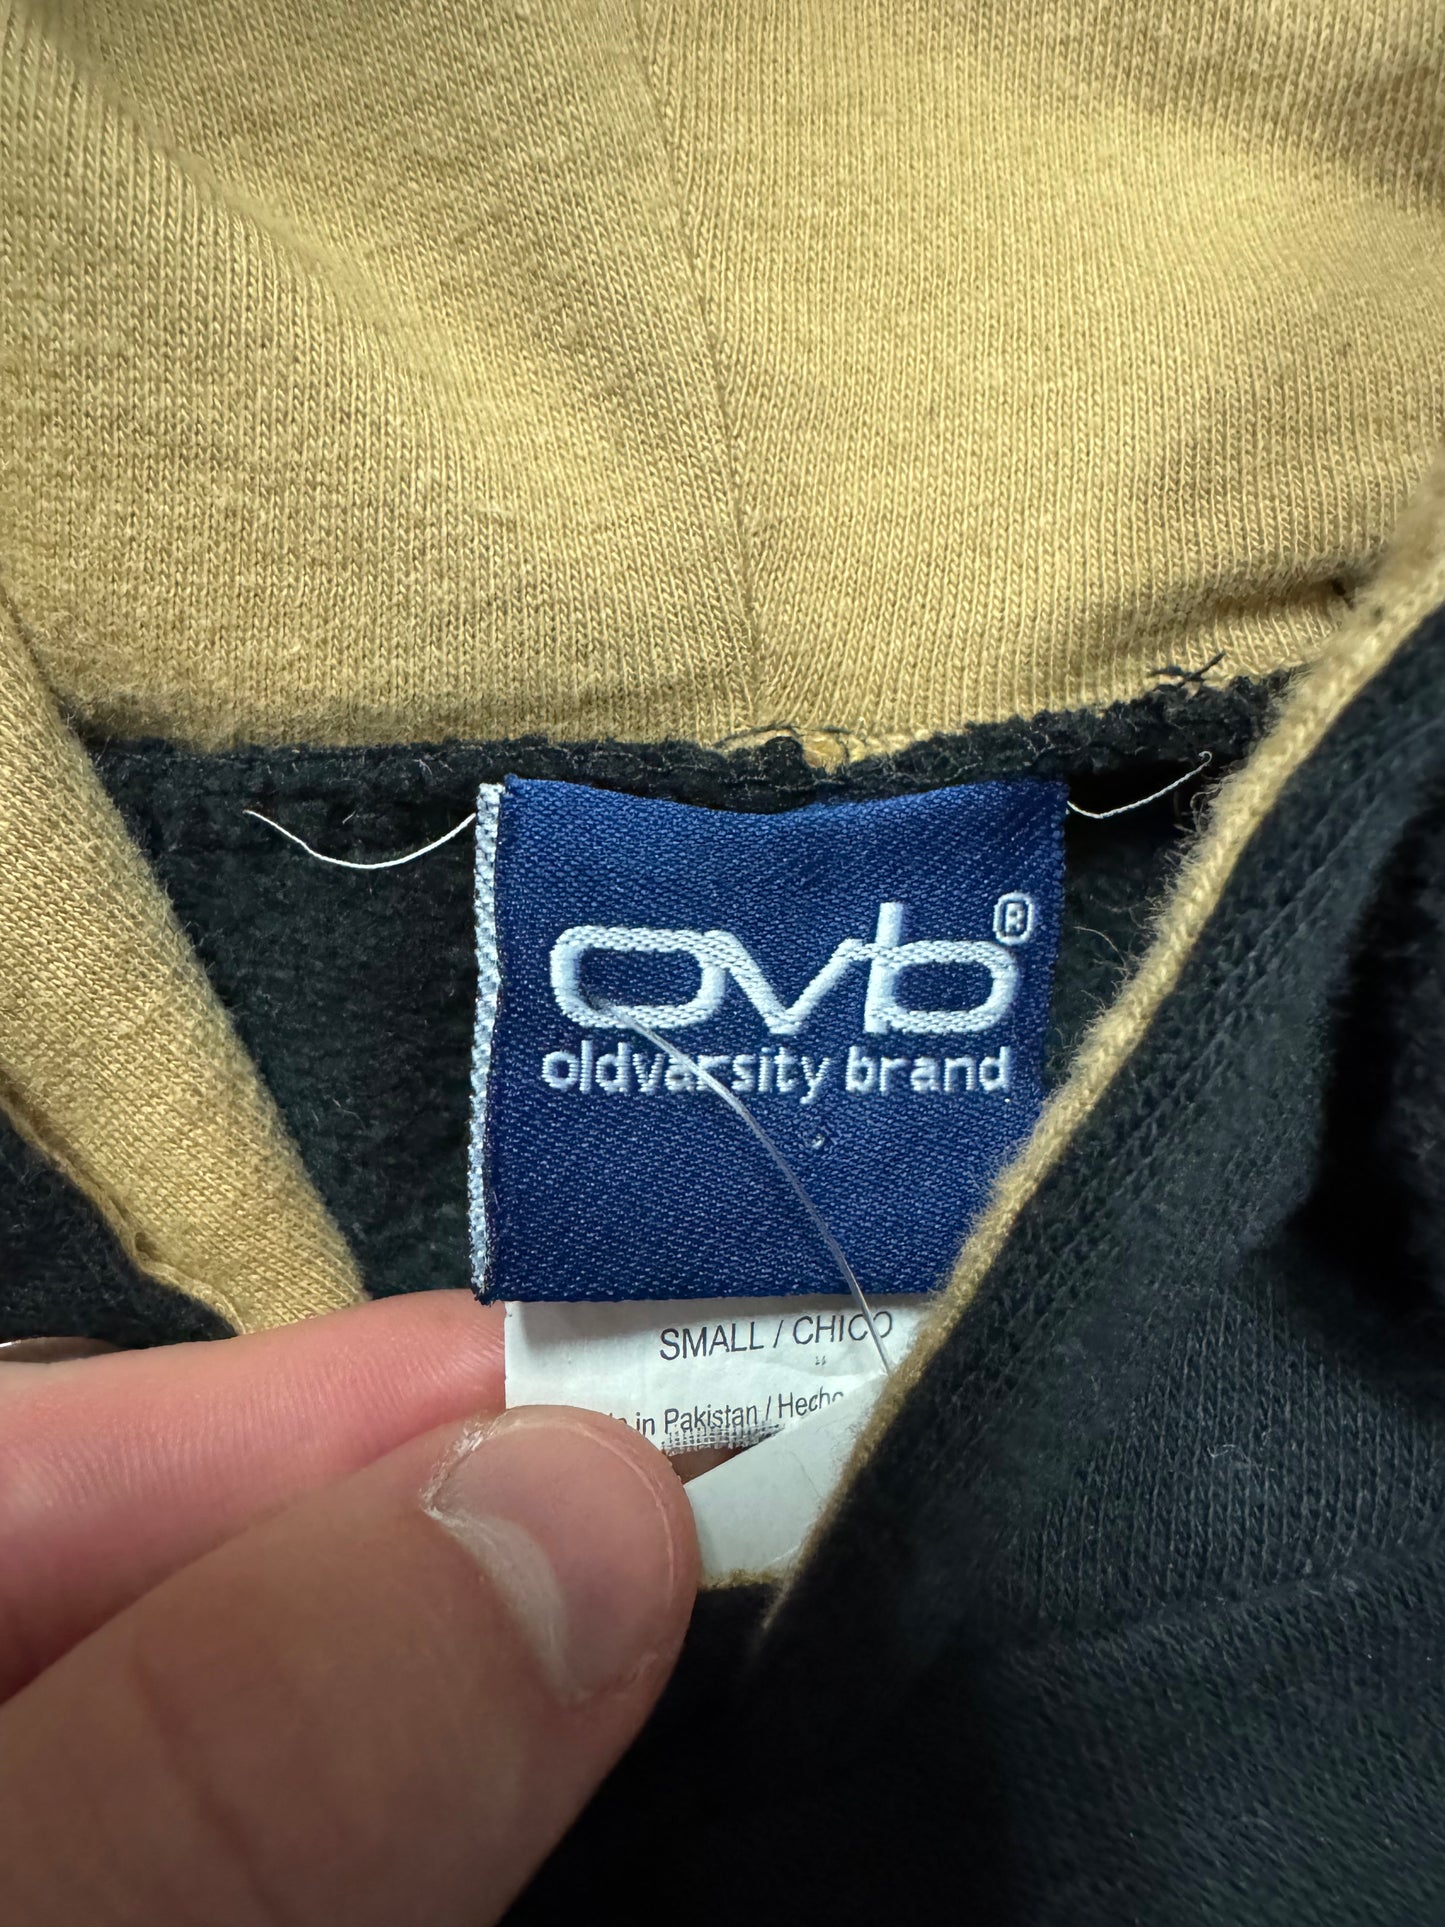 ovb®
oldvarsity brand
SMALL / CHICO
in Pakistan / Hecho